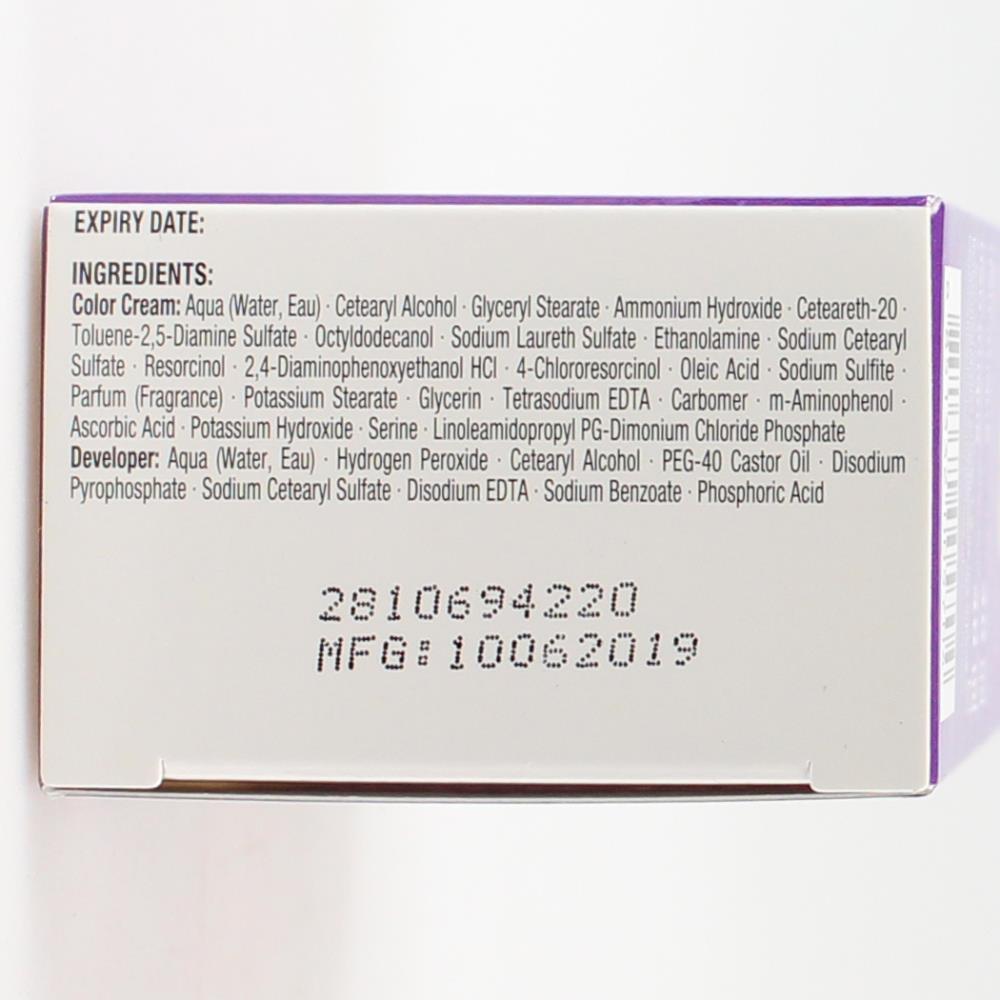 EXPIRY DATE:
INGREDIENTS:
Color Cream: Aqua (Water, Eau) · Cetearyl Alcohol · Glyceryl Stearate · Ammonium Hydroxide · Ceteareth-20 ·
Toluene-2,5-Diamine Sulfate · Octyldodecanol · Sodium Laureth Sulfate · Ethanolamine · Sodium Cetearyl
Sulfate · Resorcinol · 2,4-Diaminophenoxyethanol HCl · 4-Chlororesorcinol · Oleic Acid · Sodium Sulfite ·
Parfum (Fragrance) · Potassium Stearate · Glycerin · Tetrasodium EDTA · Carbomer · m-Aminophenol ·
Ascorbic Acid · Potassium Hydroxide · Serine · Linoleamidopropyl PG-Dimonium Chloride Phosphate
Developer: Aqua (Water, Eau) · Hydrogen Peroxide · Cetearyl Alcohol · PEG-40 Castor Oil · Disodium
Pyrophosphate · Sodium Cetearyl Sulfate · Disodium EDTA · Sodium Benzoate · Phosphoric Acid
2810694220
MFG:10062019